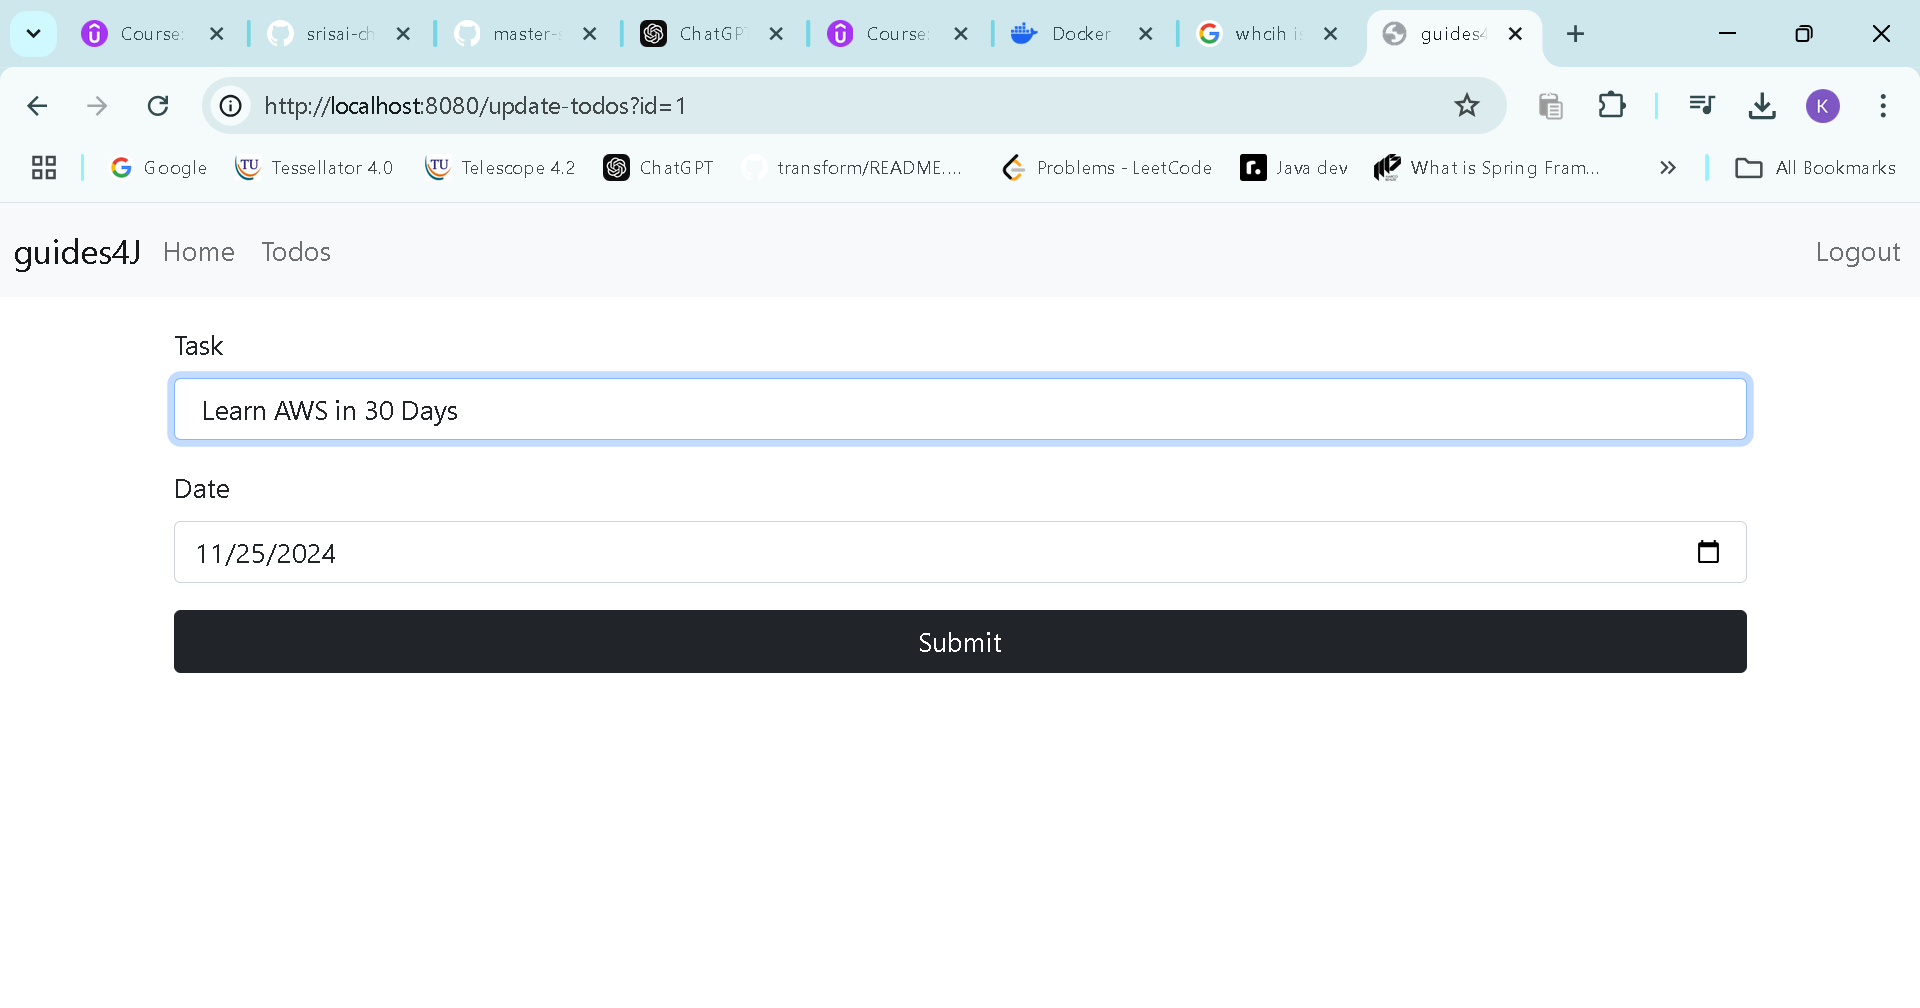 Course: srisai-ch master-s ChatGP Course: Docker whcih is guides4
http://localhost:8080/update-todos?id=1
Google Tessellator 4.0 Telescope 4.2 ChatGPT transform/README.... Problems - LeetCode Java dev What is Spring Fram... All Bookmarks
guides4J Home Todos Logout
Task
Learn AWS in 30 Days
Date
11/25/2024
Submit